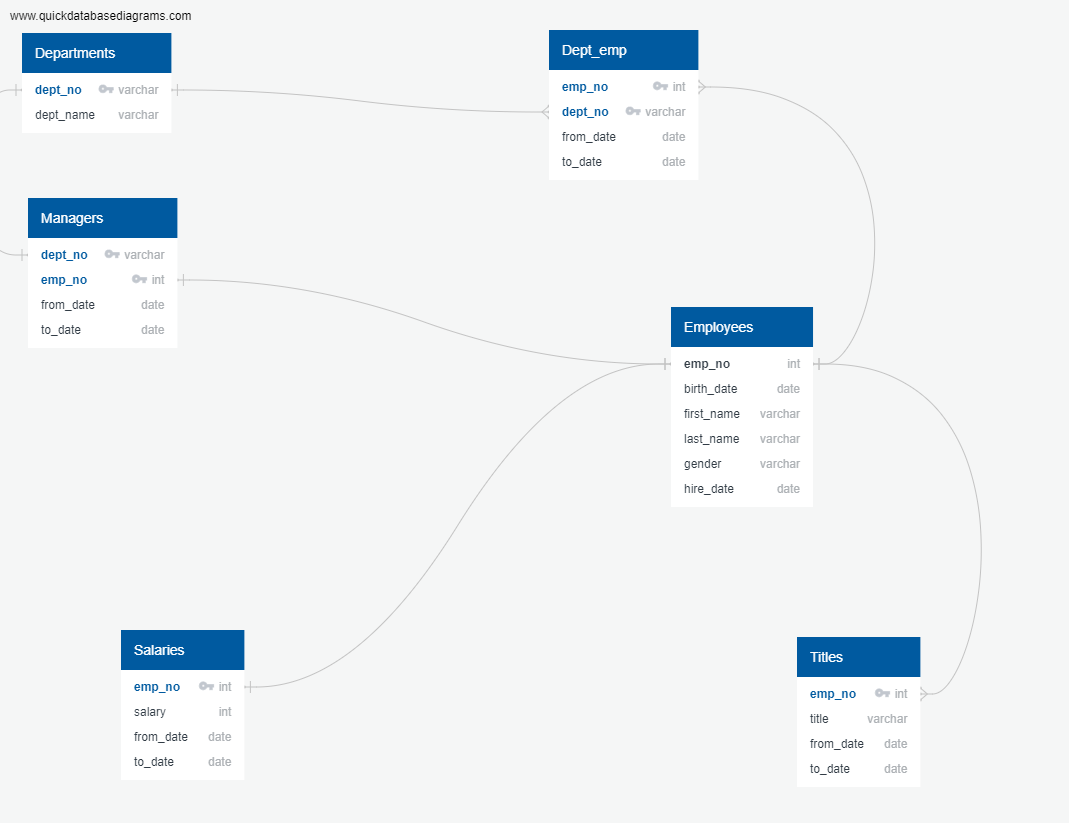 www.quickdatabasediagrams.com
Departments
dept_no varchar
dept_name varchar
Dept_emp
emp_no int
dept_no varchar
from_date date
to_date date
Managers
dept_no varchar
emp_no int
from_date date
to_date date
Employees
emp_no int
birth_date date
first_name varchar
last_name varchar
gender varchar
hire_date date
Salaries
emp_no int
salary int
from_date date
to_date date
Titles
emp_no int
title varchar
from_date date
to_date date